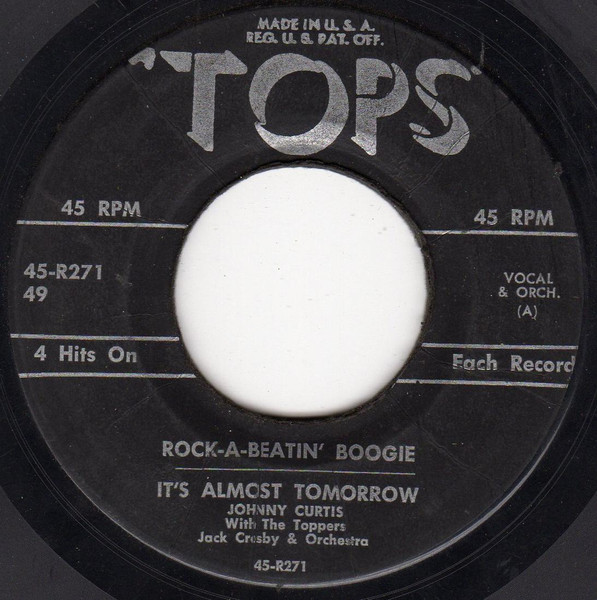 MADE IN U. S. A.
REG. U. S. PAT. OFF.
'TOPS
45 RPM
45 RPM
45-R271
49
VOCAL
& ORCH.
(A)
4 Hits On
Each Record
ROCK-A-BEATIN' BOOGIE
IT'S ALMOST TOMORROW
JOHNNY CURTIS
With The Toppers
Jack Crosby & Orchestra
45-R271